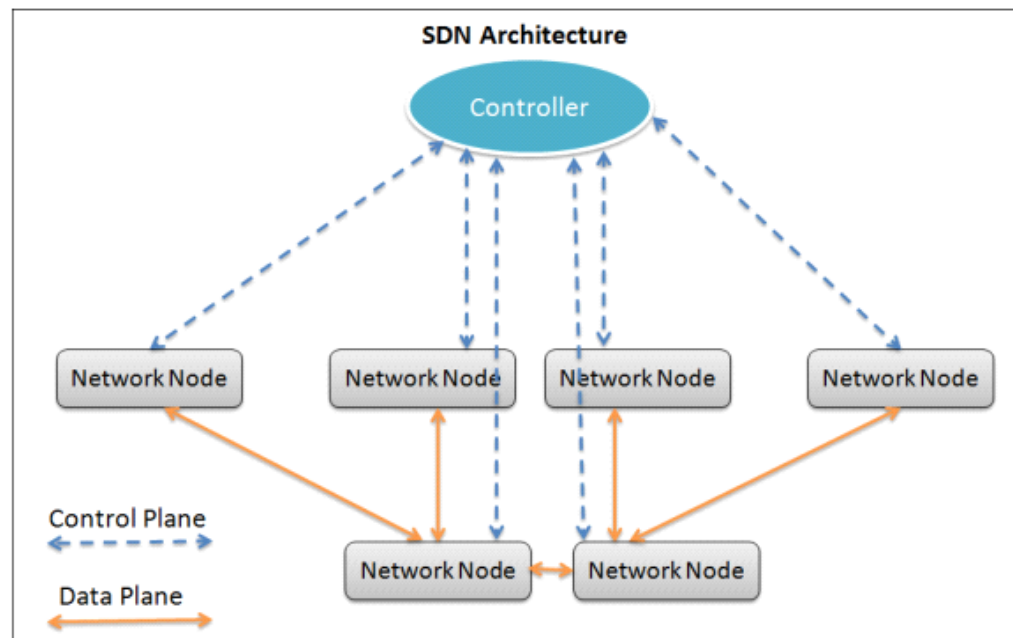 SDN Architecture
Controller
Network Node
Network Node
Network Node
Network Node
Control Plane
Network Node
Network Node
Data Plane